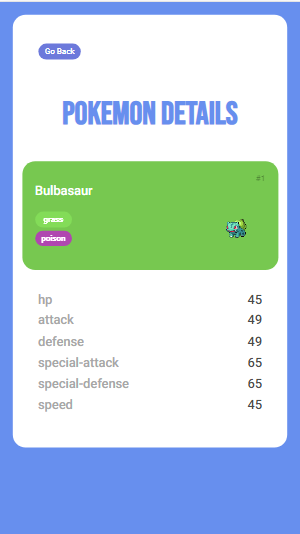 Go Back
POKEMON DETAILS
#1
Bulbasaur
grass
poison
hp 45
attack 49
defense 49
special-attack 65
special-defense 65
speed 45